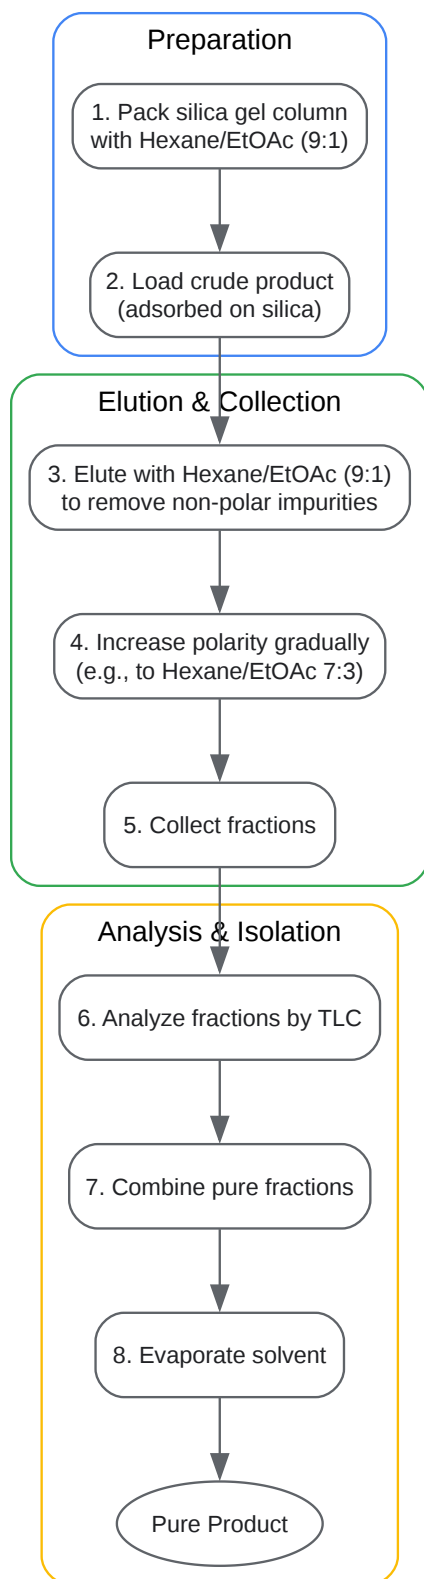 Preparation
1. Pack silica gel column
with Hexane/EtOAc (9:1)
2. Load crude product
(adsorbed on silica)
Elution & Collection
3. Elute with Hexane/EtOAc (9:1)
to remove non-polar impurities
4. Increase polarity gradually
(e.g., to Hexane/EtOAc 7:3)
5. Collect fractions
Analysis & Isolation
6. Analyze fractions by TLC
7. Combine pure fractions
8. Evaporate solvent
Pure Product